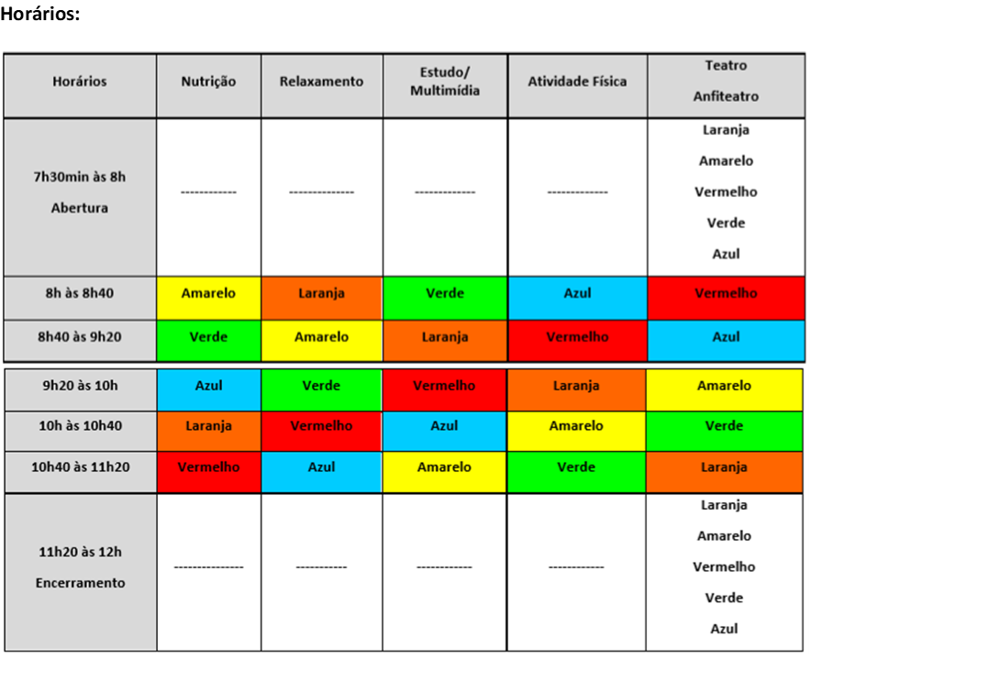 Horários:
Horários Nutrição Relaxamento Estudo/ Multimídia Atividade Física Teatro Anfiteatro
7h30min às 8h
Abertura
------------ -------------- ------------- -------------
Laranja
Amarelo
Vermelho
Verde
Azul
8h às 8h40 Amarelo Laranja Verde Azul Vermelho
8h40 às 9h20 Verde Amarelo Laranja Vermelho Azul
9h20 às 10h Azul Verde Vermelho Laranja Amarelo
10h às 10h40 Laranja Vermelho Azul Amarelo Verde
10h40 às 11h20 Vermelho Azul Amarelo Verde Laranja
11h20 às 12h
Encerramento
--------------- ----------- ------------ ------------
Laranja
Amarelo
Vermelho
Verde
Azul